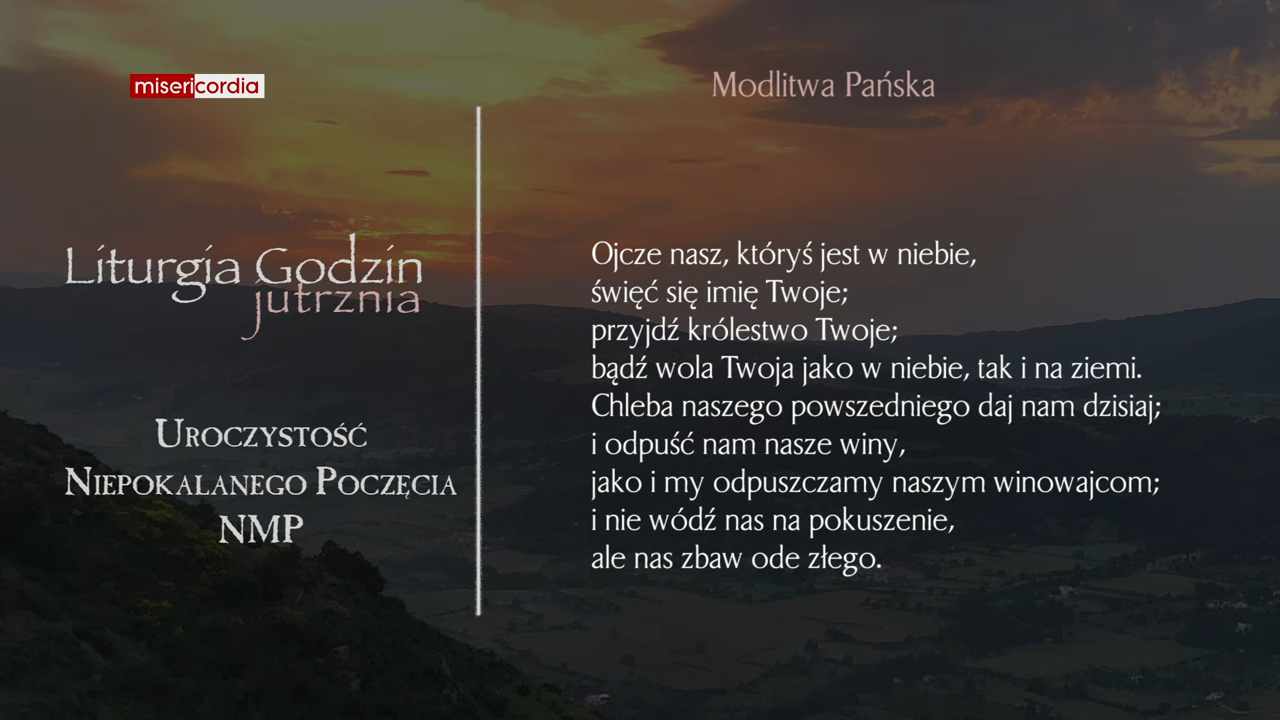 misericordia
Liturgia Godzin
jutrznia
Uroczystość
Niepokalanego Poczęcia
NMP
Modlitwa Pańska
Ojcze nasz, któryś jest w niebie,
święć się imię Twoje;
przyjdź królestwo Twoje;
bądź wola Twoja jako w niebie, tak i na ziemi.
Chleba naszego powszedniego daj nam dzisiaj;
i odpuść nam nasze winy,
jako i my odpuszczamy naszym winowajcom;
i nie wódź nas na pokuszenie,
ale nas zbaw ode złego.